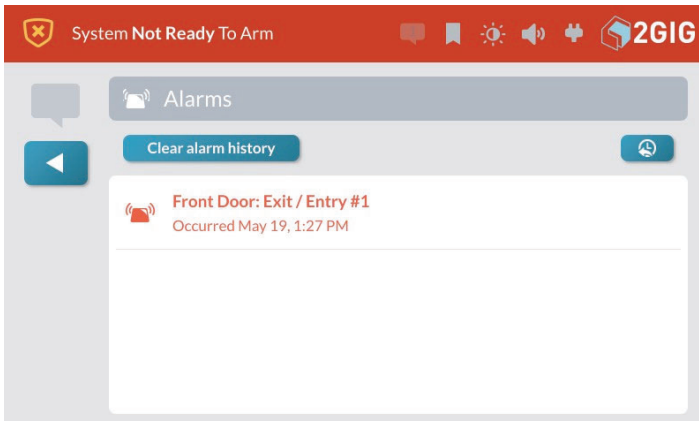 System Not Ready To Arm
2GIG
Alarms
Clear alarm history
Front Door: Exit / Entry #1
Occurred May 19, 1:27 PM